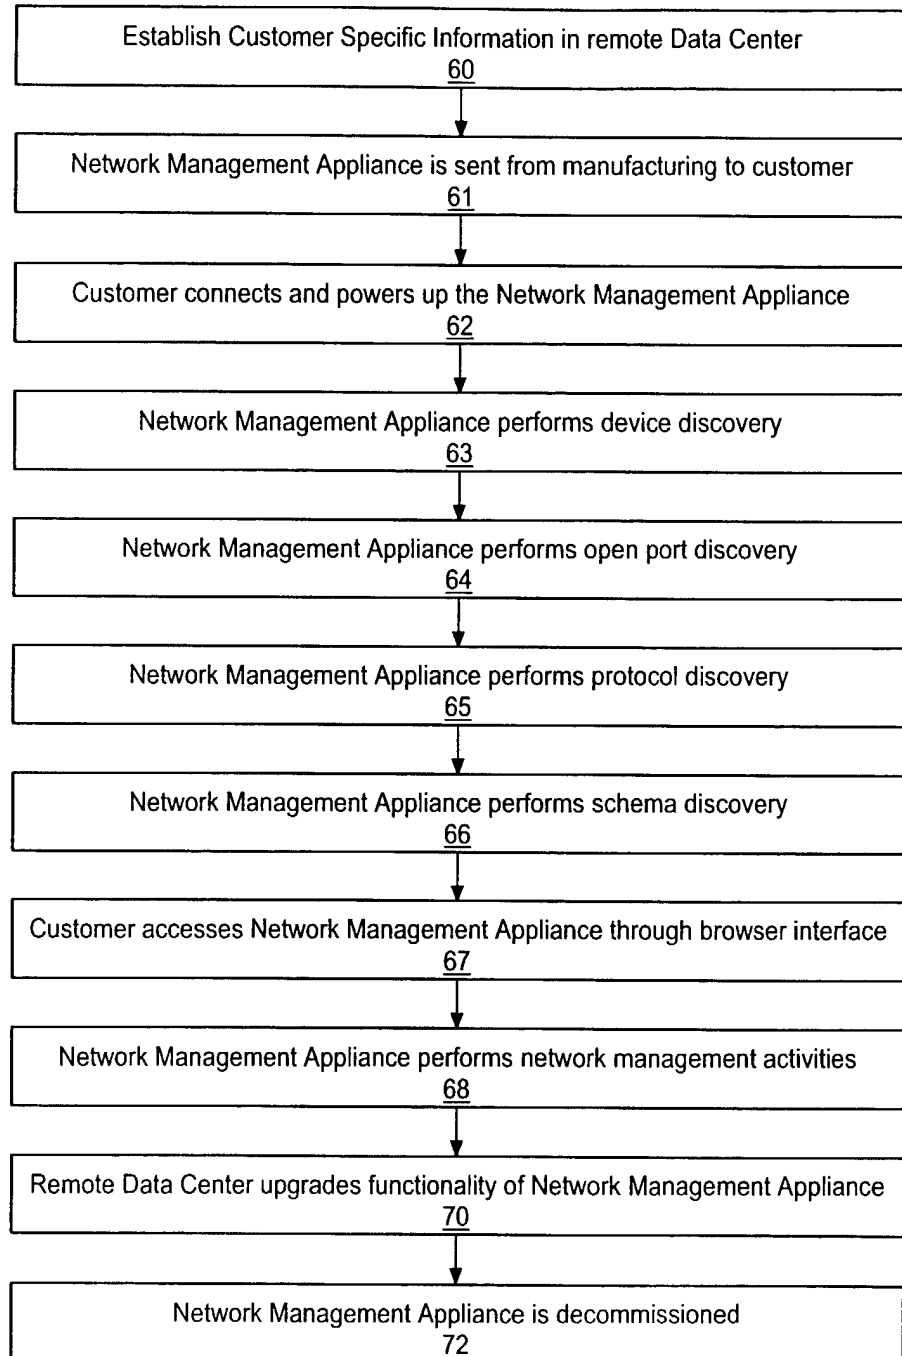 Establish Customer Specific Information in remote Data Center
60
Network Management Appliance is sent from manufacturing to customer
61
Customer connects and powers up the Network Management Appliance
62
Network Management Appliance performs device discovery
63
Network Management Appliance performs open port discovery
64
Network Management Appliance performs protocol discovery
65
Network Management Appliance performs schema discovery
66
Customer accesses Network Management Appliance through browser interface
67
Network Management Appliance performs network management activities
68
Remote Data Center upgrades functionality of Network Management Appliance
70
Network Management Appliance is decommissioned
72